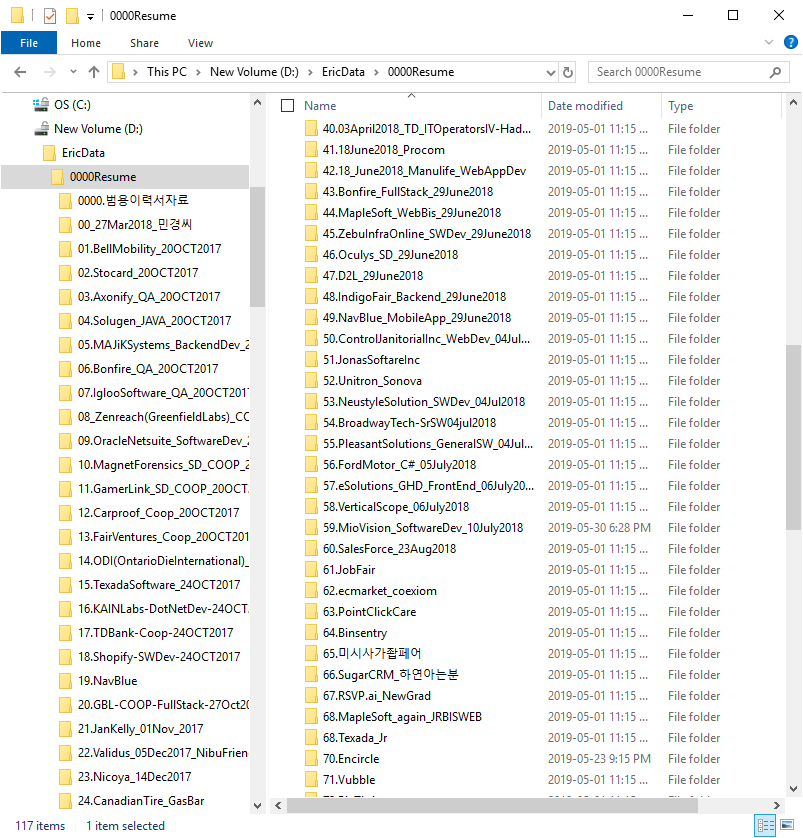 0000Resume
File Home Share View
This PC New Volume (D:) EricData 0000Resume Search 0000Resume
OS (C:)
New Volume (D:)
EricData
0000Resume
0000.범용이력서자료
00_27Mar2018_민경씨
01.BellMobility_20OCT2017
02.Stocard_20OCT2017
03.Axonify_QA_20OCT2017
04.Solugen_JAVA_20OCT2017
05.MAJiKSystems_BackendDev_2
06.Bonfire_QA_20OCT2017
07.IglooSoftware_QA_20OCT2017
08_Zenreach(GreenfieldLabs)_CO
09.OracleNetsuite_SoftwareDev_2
10.MagnetForensics_SD_COOP_2
11.GamerLink_SD_COOP_20OCT
12.Carproof_Coop_20OCT2017
13.FairVentures_Coop_20OCT201
14.ODI(OntarioDieInternational)_
15.TexadaSoftware_24OCT2017
16.KAINLabs-DotNetDev-24OCT
17.TDBank-Coop-24OCT2017
18.Shopify-SWDev-24OCT2017
19.NavBlue
20.GBL-COOP-FullStack-27Oct20
21.JanKelly_01Nov_2017
22.Validus_05Dec2017_NibuFrien
23.Nicoya_14Dec2017
24.CanadianTire_GasBar
Name Date modified Type
40.03April2018_TD_ITOperatorsIV-Had... 2019-05-01 11:15 ... File folder
41.18June2018_Procom 2019-05-01 11:15 ... File folder
42.18_June2018_Manulife_WebAppDev 2019-05-01 11:15 ... File folder
43.Bonfire_FullStack_29June2018 2019-05-01 11:15 ... File folder
44.MapleSoft_WebBis_29June2018 2019-05-01 11:15 ... File folder
45.ZebuInfraOnline_SWDev_29June2018 2019-05-01 11:15 ... File folder
46.Oculys_SD_29June2018 2019-05-01 11:15 ... File folder
47.D2L_29June2018 2019-05-01 11:15 ... File folder
48.IndigoFair_Backend_29June2018 2019-05-01 11:15 ... File folder
49.NavBlue_MobileApp_29June2018 2019-05-01 11:15 ... File folder
50.ControlJanitorialInc_WebDev_04Jul... 2019-05-01 11:15 ... File folder
51.JonasSoftareInc 2019-05-01 11:15 ... File folder
52.Unitron_Sonova 2019-05-01 11:15 ... File folder
53.NeustyleSolution_SWDev_04Jul2018 2019-05-01 11:15 ... File folder
54.BroadwayTech-SrSW04jul2018 2019-05-01 11:15 ... File folder
55.PleasantSolutions_GeneralSW_04Jul... 2019-05-01 11:15 ... File folder
56.FordMotor_C#_05July2018 2019-05-01 11:15 ... File folder
57.eSolutions_GHD_FrontEnd_06July20... 2019-05-01 11:15 ... File folder
58.VerticalScope_06July2018 2019-05-01 11:15 ... File folder
59.MioVision_SoftwareDev_10July2018 2019-05-30 6:28 PM File folder
60.SalesForce_23Aug2018 2019-05-01 11:15 ... File folder
61.JobFair 2019-05-01 11:15 ... File folder
62.ecmarket_coexiom 2019-05-01 11:15 ... File folder
63.PointClickCare 2019-05-01 11:15 ... File folder
64.Binsentry 2019-05-01 11:15 ... File folder
65.미시사가좝페어 2019-05-01 11:15 ... File folder
66.SugarCRM_하연아는분 2019-05-01 11:15 ... File folder
67.RSVP.ai_NewGrad 2019-05-01 11:15 ... File folder
68.MapleSoft_again_JRBISWEB 2019-05-01 11:15 ... File folder
68.Texada_Jr 2019-05-01 11:15 ... File folder
70.Encircle 2019-05-23 9:15 PM File folder
71.Vubble 2019-05-01 11:15 ... File folder
117 items 1 item selected